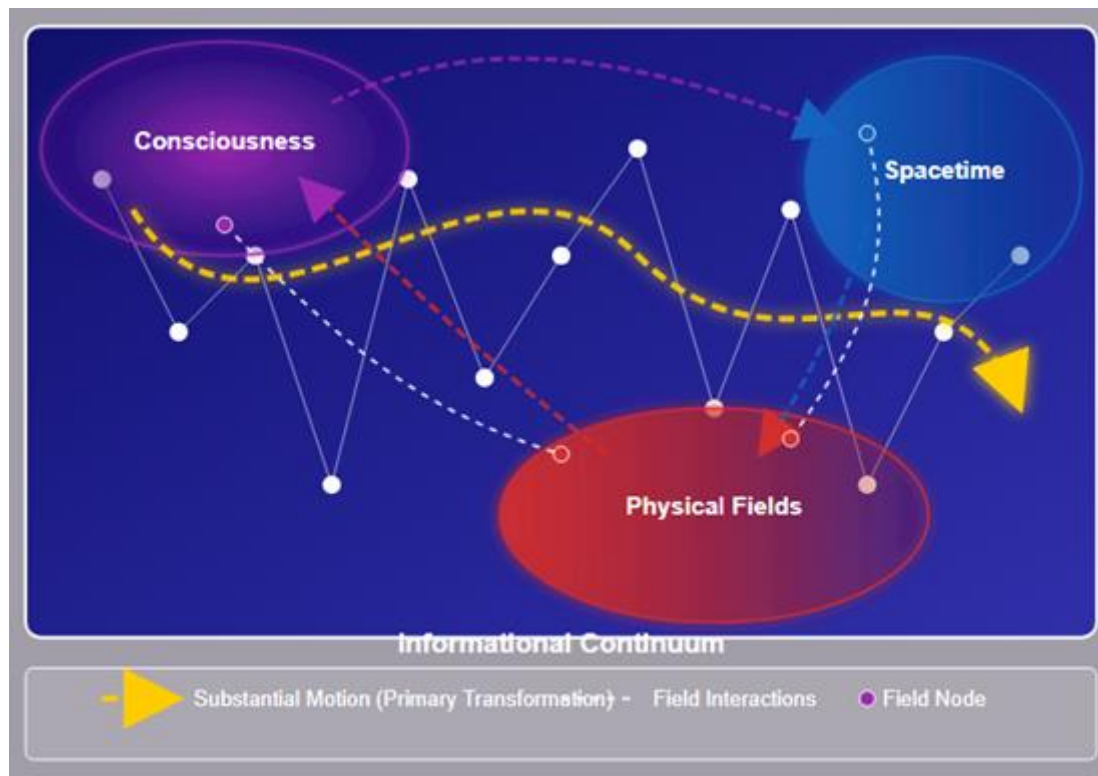 Consciousness
Spacetime
Physical Fields
Informational Continuum
Substantial Motion (Primary Transformation)
Field Interactions
Field Node